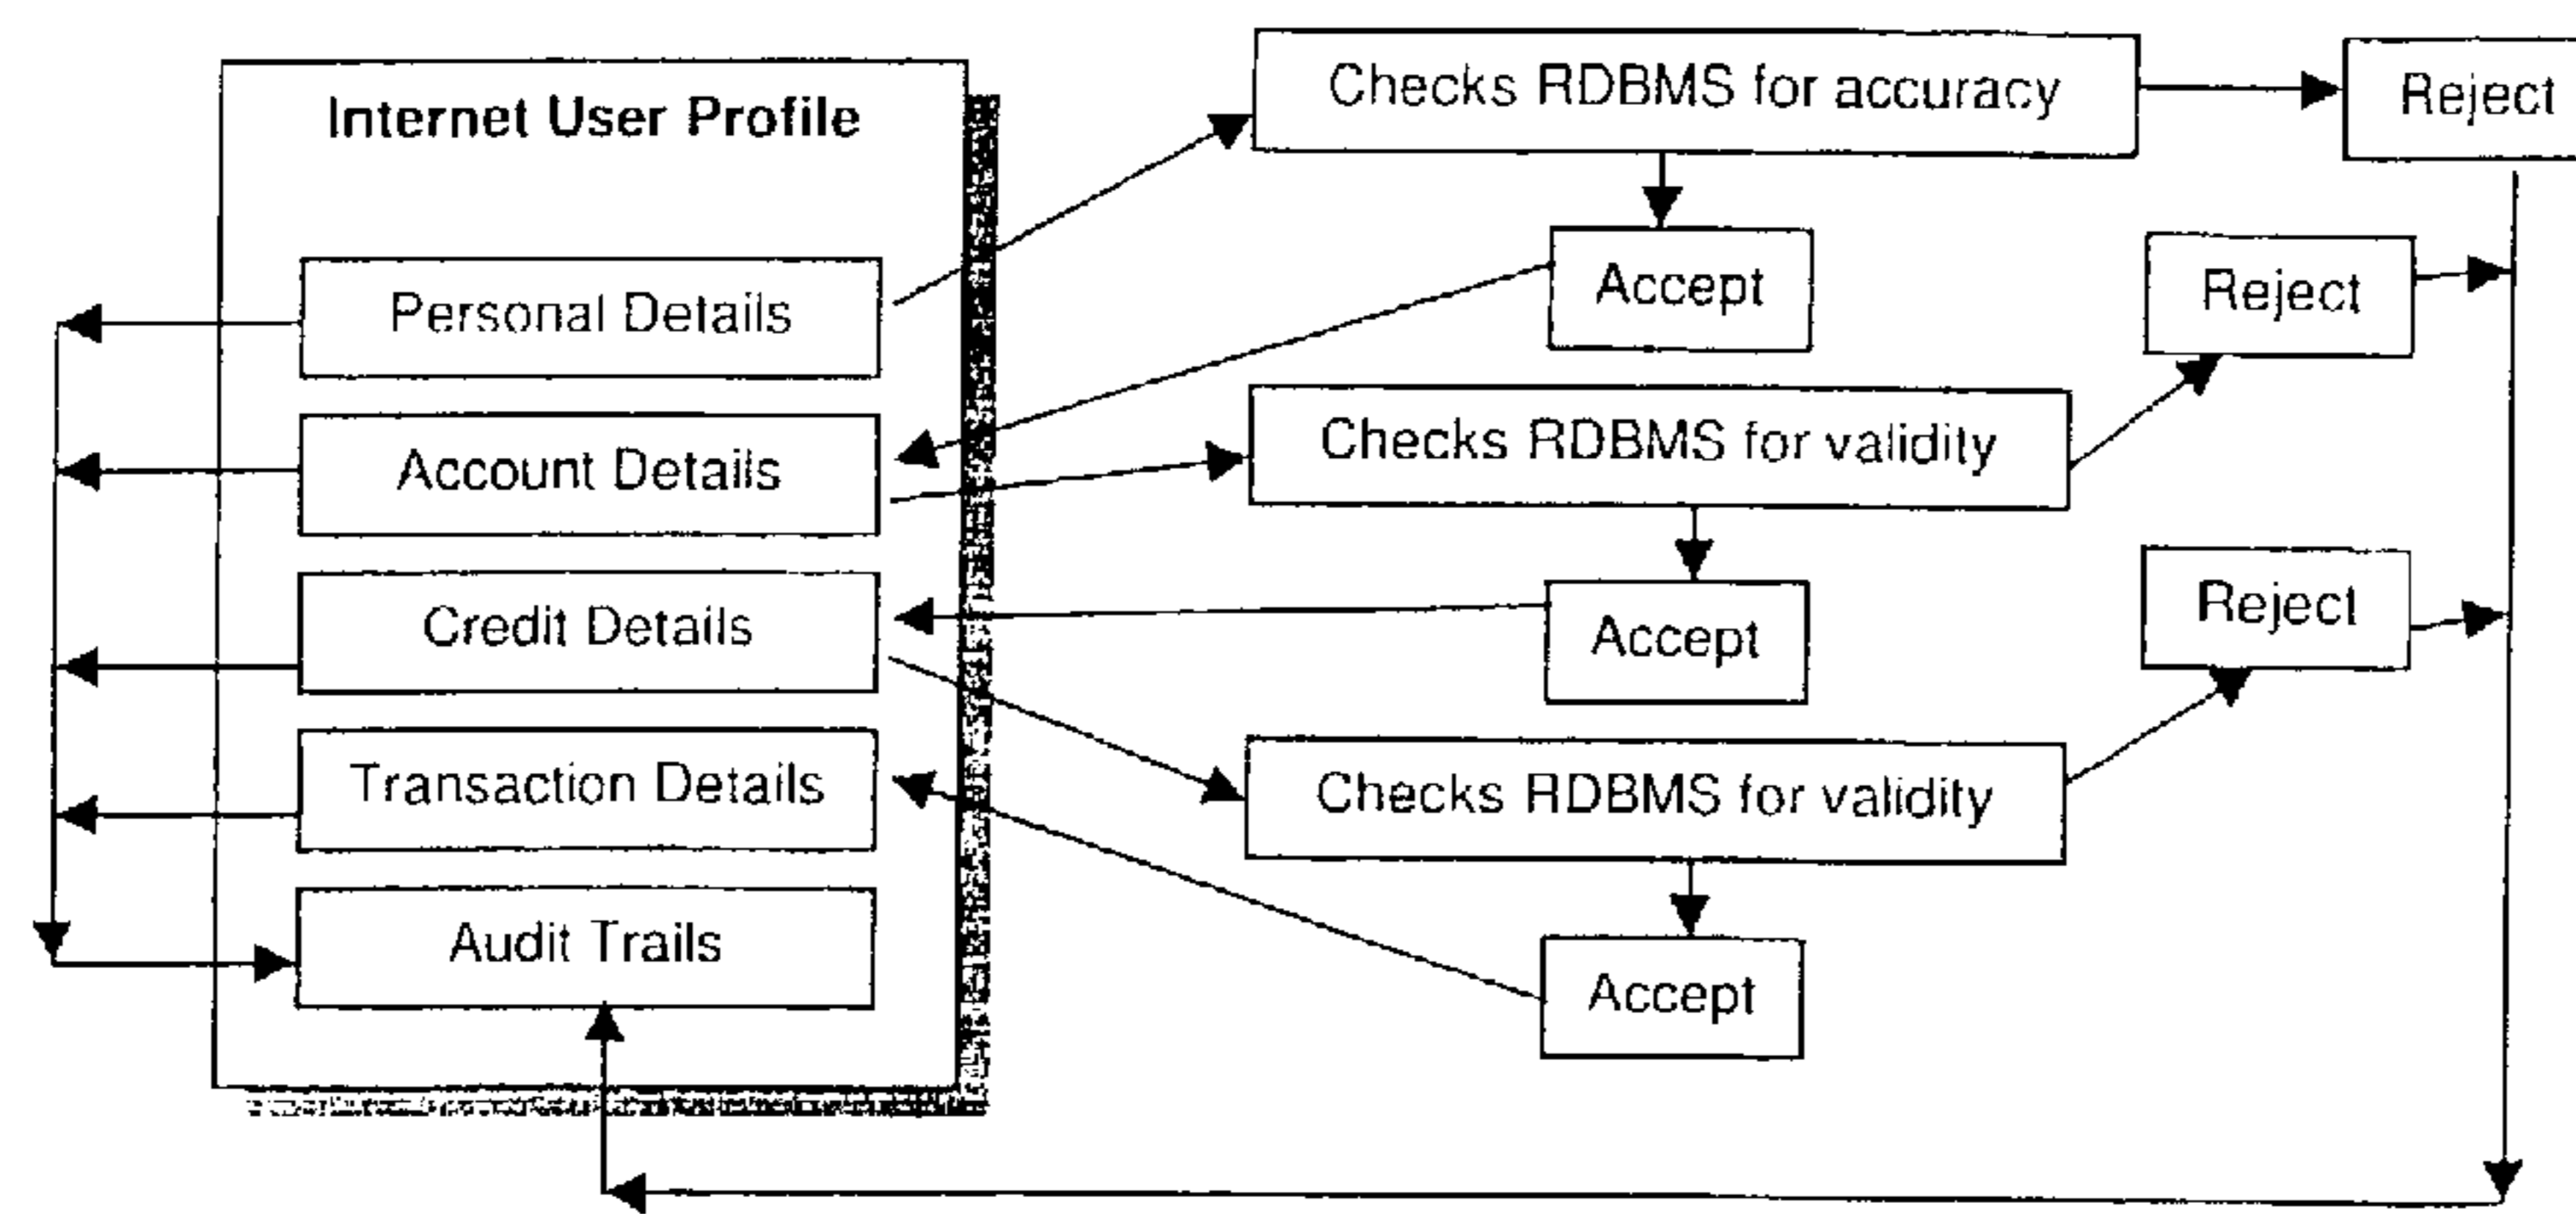 Internet User Profile
Personal Details
Account Details
Credit Details
Transaction Details
Audit Trails
Checks RDBMS for accuracy
Reject
Accept
Reject
Checks RDBMS for validity
Accept
Reject
Checks RDBMS for validity
Accept